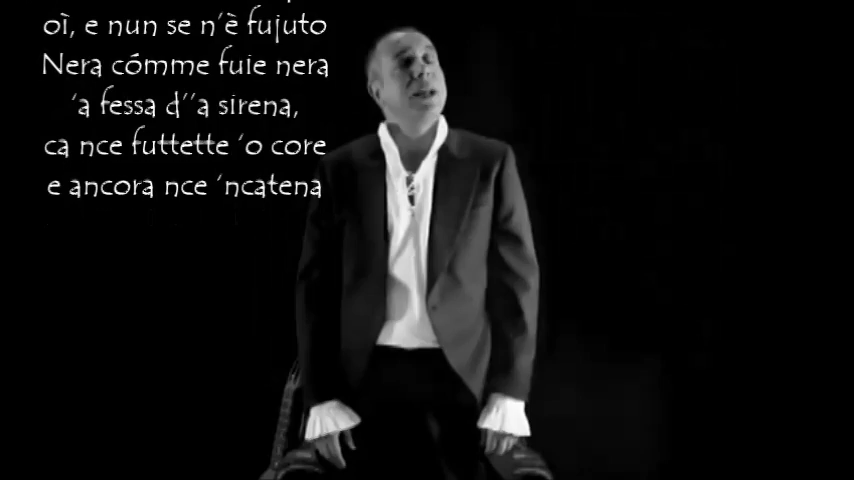 oì, e nun se n'è fujuto
Nera cómme fuie nera
'a fessa d''a sirena,
ca nce futtette 'o core
e ancora nce 'ncatena